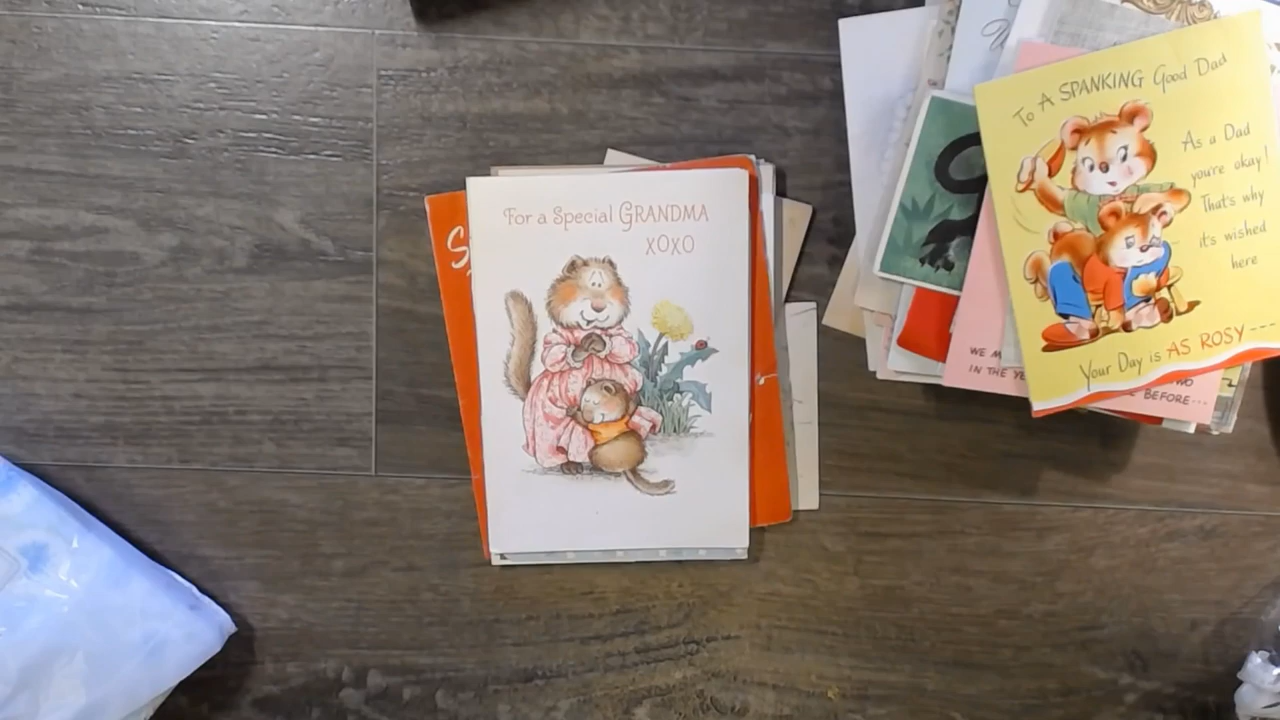 For a Special GRANDMA
XOXO
S
To A SPANKING Good Dad
As a Dad
you're okay!
That's why
it's wished
here
Your Day is AS ROSY ---
WE M
IN THE YE
TWO
BEFORE---